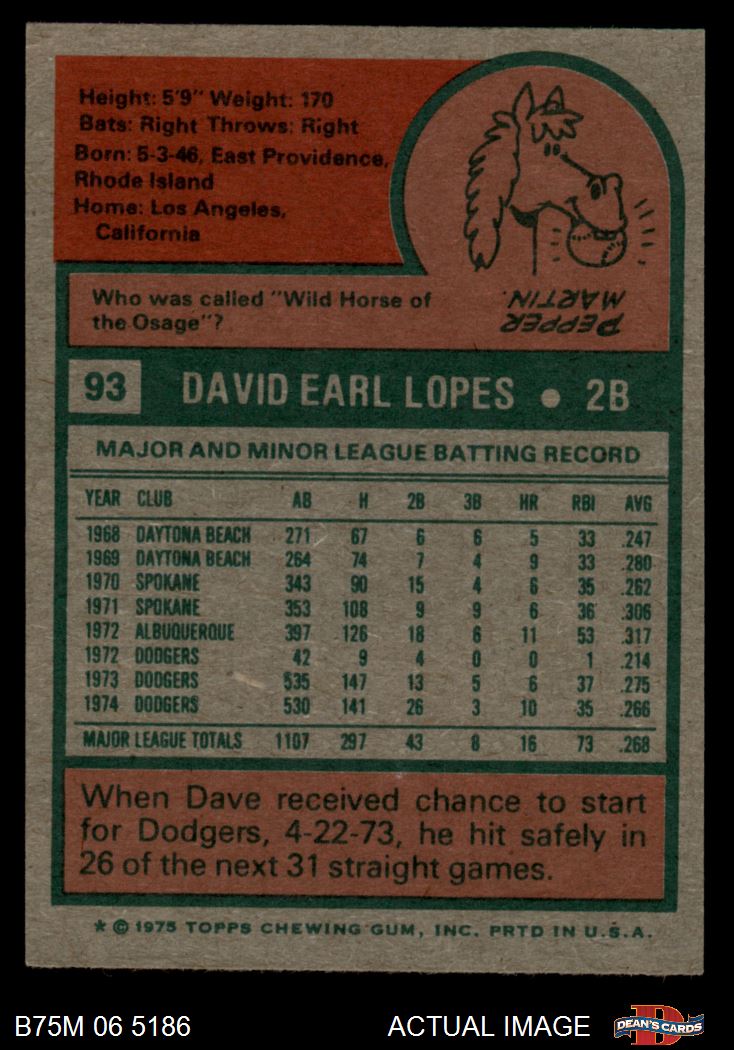 Height: 5'9" Weight: 170
Bats: Right Throws: Right
Born: 5-3-46, East Providence,
Rhode Island
Home: Los Angeles,
California
Who was called "Wild Horse of
the Osage"?
PEPPER
MARTIN.
93 DAVID EARL LOPES • 2B
MAJOR AND MINOR LEAGUE BATTING RECORD
YEAR CLUB AB H 2B 3B HR RBI AVG
1968 DAYTONA BEACH 271 67 6 6 5 33 .247
1969 DAYTONA BEACH 264 74 7 4 9 33 .280
1970 SPOKANE 343 90 15 4 6 35 .262
1971 SPOKANE 353 108 9 9 6 36 .306
1972 ALBUQUERQUE 397 126 18 6 11 53 .317
1972 DODGERS 42 9 4 0 0 1 .214
1973 DODGERS 535 147 13 5 6 37 .275
1974 DODGERS 530 141 26 3 10 35 .266
MAJOR LEAGUE TOTALS 1107 297 43 8 16 73 .268
When Dave received chance to start
for Dodgers, 4-22-73, he hit safely in
26 of the next 31 straight games.
* © 1975 TOPPS CHEWING GUM, INC. PRTD IN U.S.A.
B75M 06 5186 ACTUAL IMAGE DEAN'S CARDS